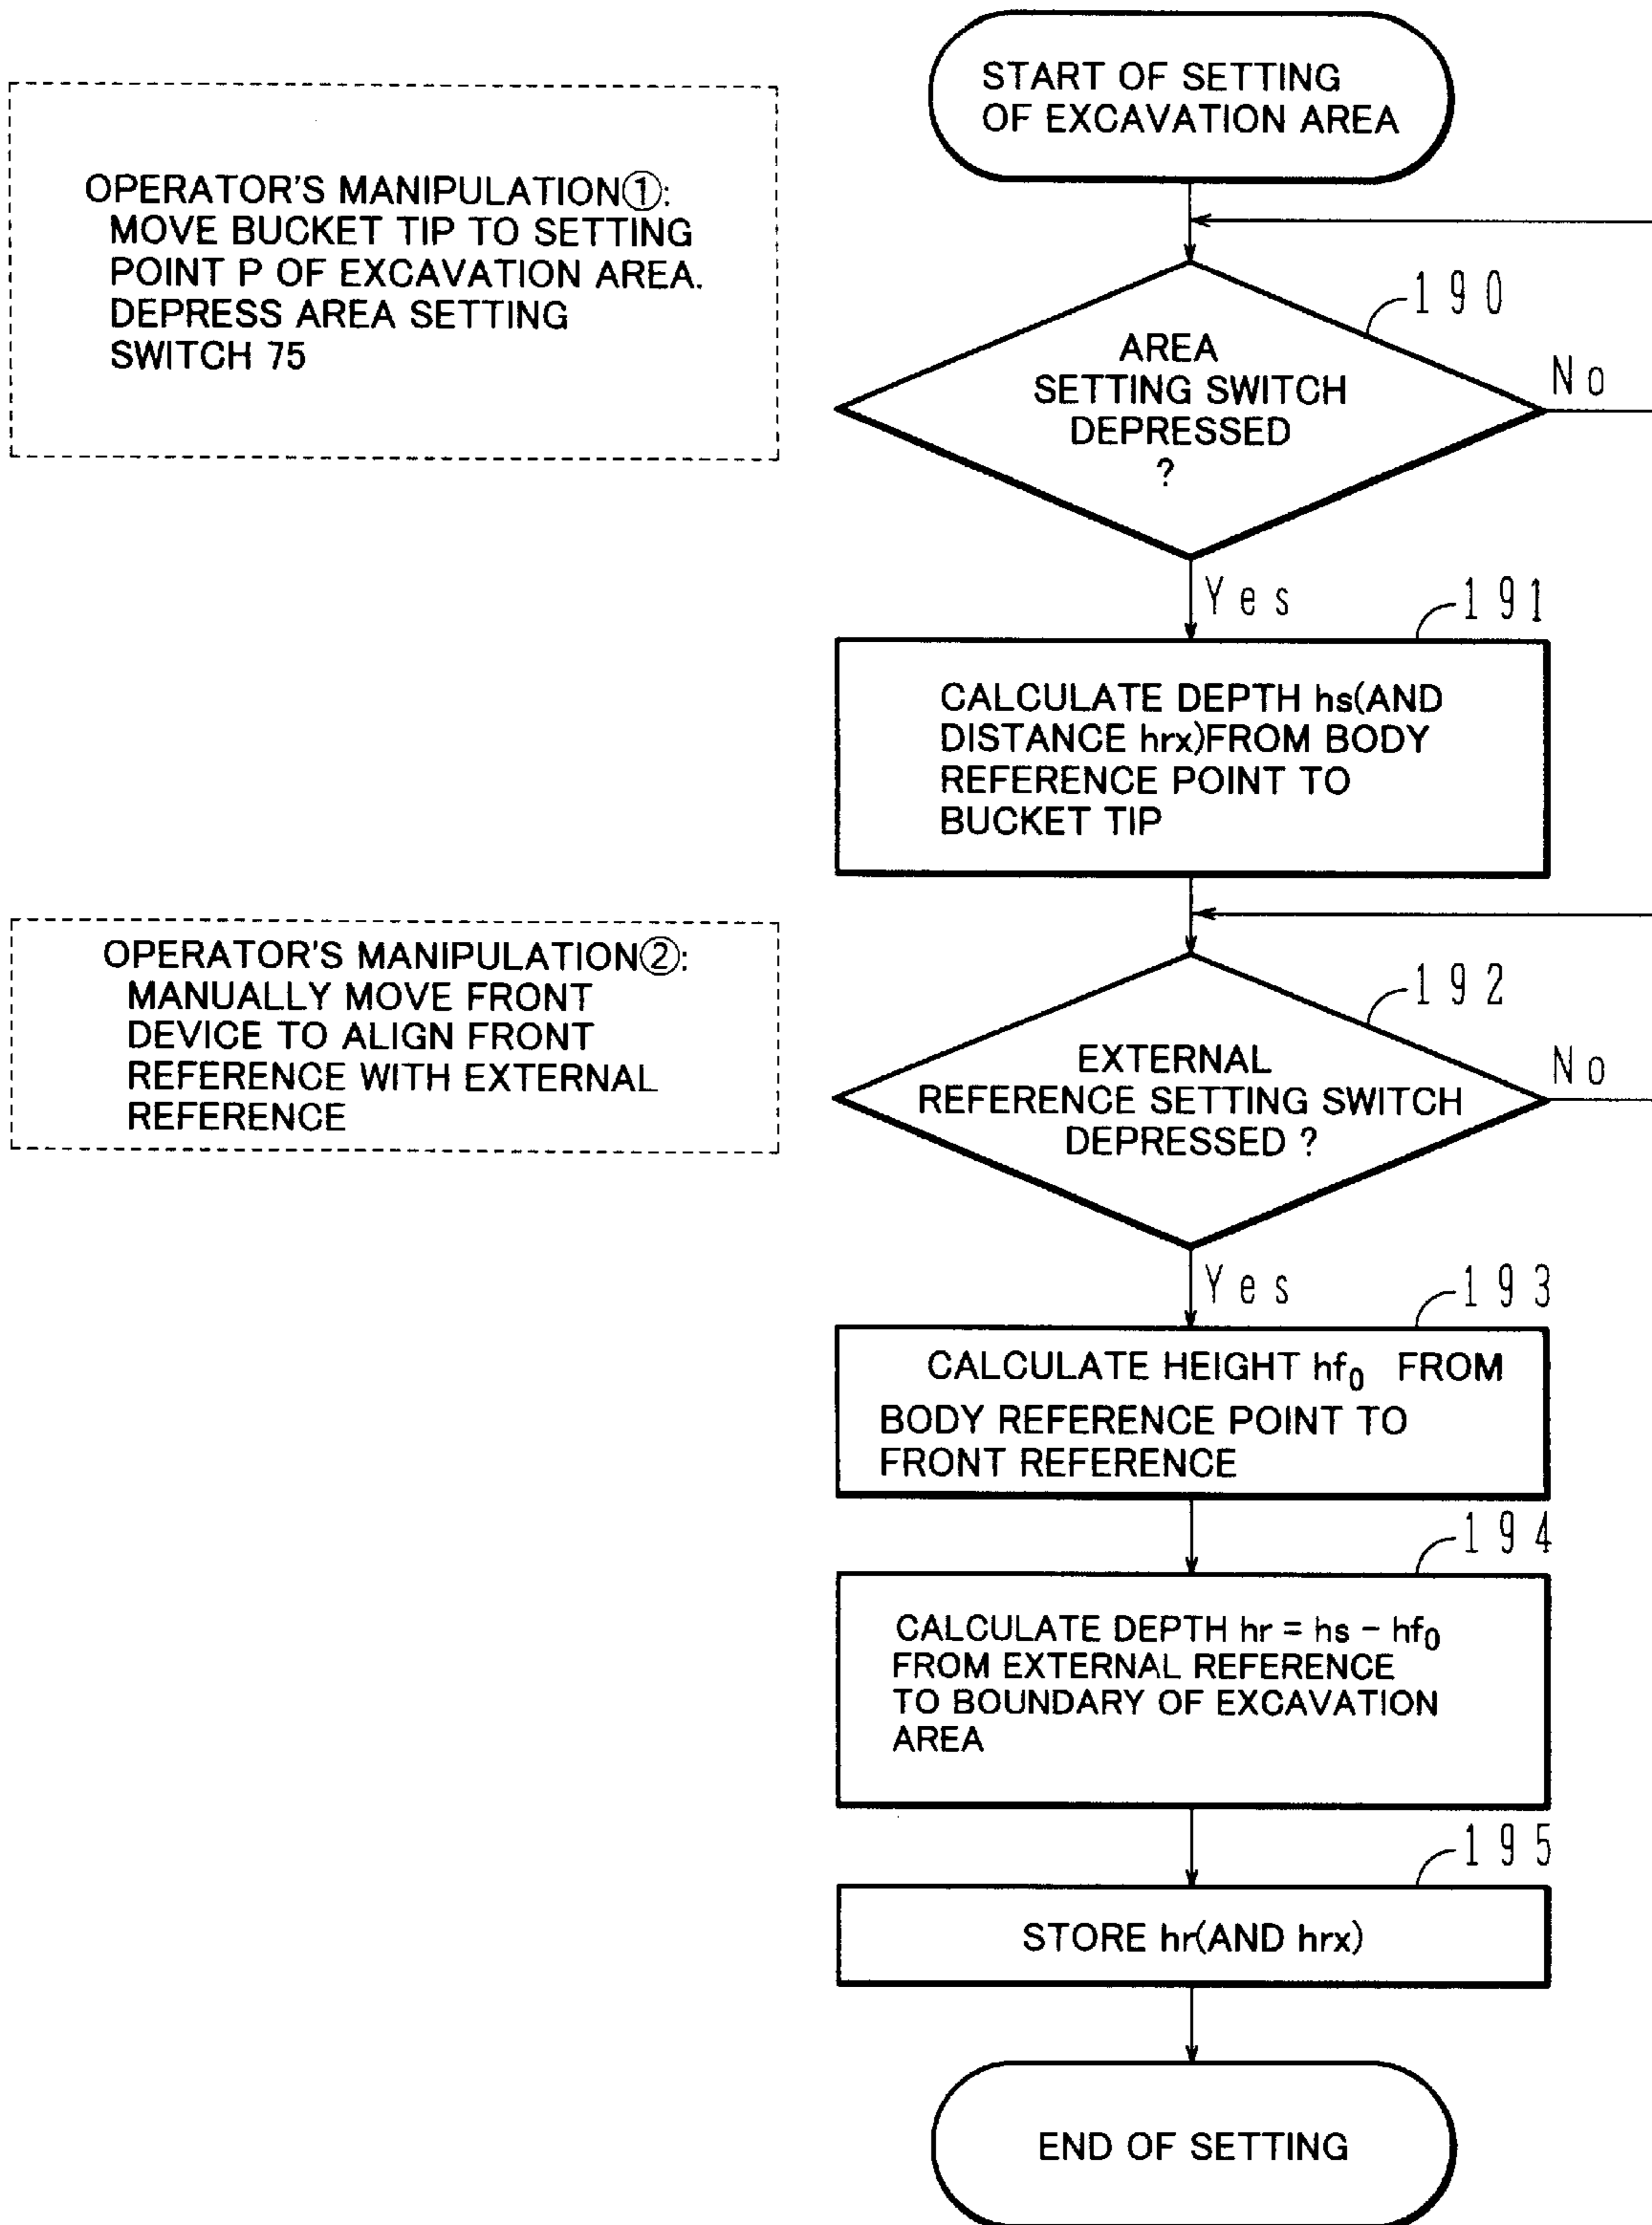 START OF SETTING
OF EXCAVATION AREA
OPERATOR'S MANIPULATION①:
MOVE BUCKET TIP TO SETTING
POINT P OF EXCAVATION AREA.
DEPRESS AREA SETTING
SWITCH 75
190
AREA
SETTING SWITCH
DEPRESSED
?
No
Yes
191
CALCULATE DEPTH hs(AND
DISTANCE hrx)FROM BODY
REFERENCE POINT TO
BUCKET TIP
OPERATOR'S MANIPULATION②:
MANUALLY MOVE FRONT
DEVICE TO ALIGN FRONT
REFERENCE WITH EXTERNAL
REFERENCE
192
EXTERNAL
REFERENCE SETTING SWITCH
DEPRESSED ?
No
Yes
193
CALCULATE HEIGHT hf₀ FROM
BODY REFERENCE POINT TO
FRONT REFERENCE
194
CALCULATE DEPTH hr = hs − hf₀
FROM EXTERNAL REFERENCE
TO BOUNDARY OF EXCAVATION
AREA
195
STORE hr(AND hrx)
END OF SETTING